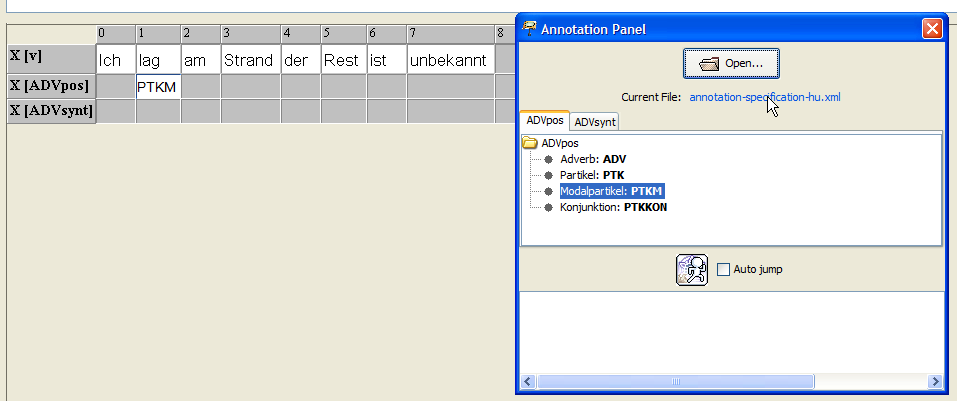 0 1 2 3 4 5 6 7 8
X [v] Ich lag am Strand der Rest ist unbekannt
X [ADVpos] PTKM
X [ADVsynt]
Annotation Panel
Open...
Current File: annotation-specification-hu.xml
ADVpos ADVsynt
ADVpos
Adverb: ADV
Partikel: PTK
Modalpartikel: PTKM
Konjunktion: PTKKON
Auto jump